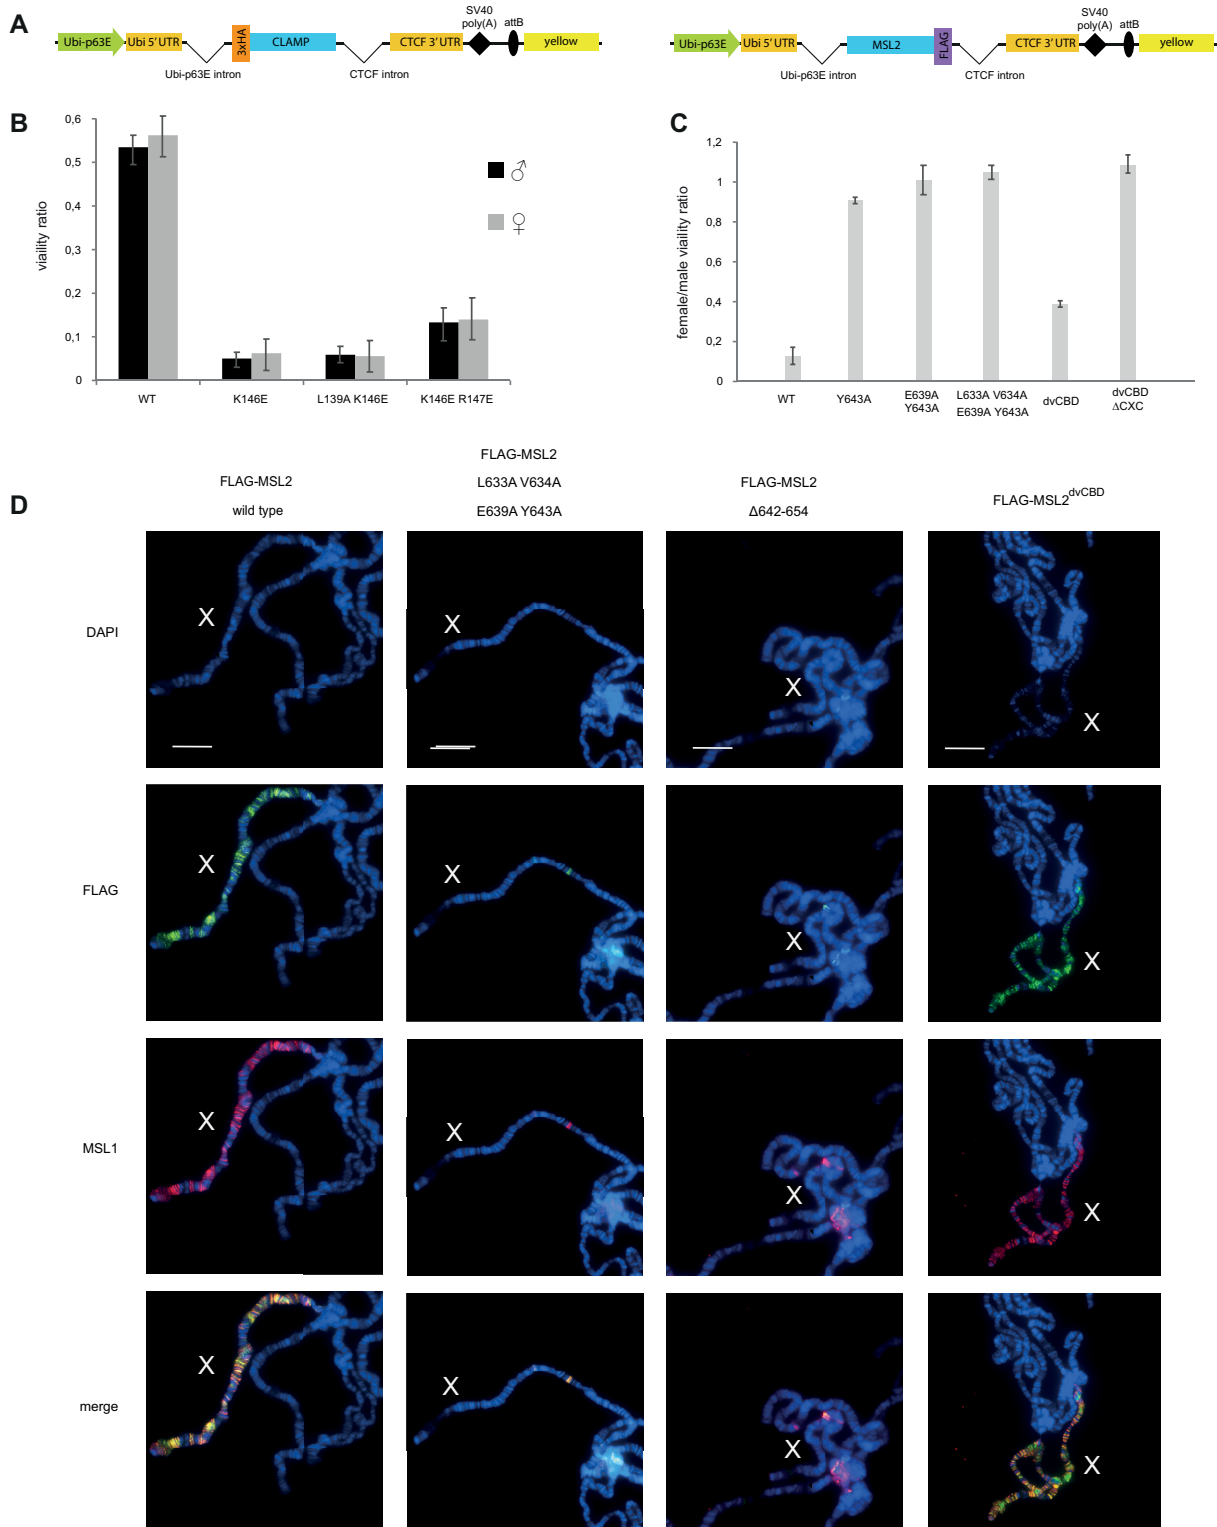 A
Ubi-p63E
Ubi 5' UTR
3xHA
CLAMP
CTCF 3' UTR
SV40
poly(A)
attB
yellow
Ubi-p63E intron
CTCF intron
Ubi-p63E
Ubi 5' UTR
MSL2
FLAG
CTCF 3' UTR
SV40
poly(A)
attB
yellow
Ubi-p63E intron
CTCF intron
B
viaility ratio
0,6
0,5
0,4
0,3
0,2
0,1
0
♂
♀
WT
K146E
L139A K146E
K146E R147E
C
female/male viaility ratio
1,2
1
0,8
0,6
0,4
0,2
0
WT
Y643A
E639A
Y643A
L633A V634A
E639A Y643A
dvCBD
dvCBD
ΔCXC
D
FLAG-MSL2
wild type
FLAG-MSL2
L633A V634A
E639A Y643A
FLAG-MSL2
Δ642-654
FLAG-MSL2dvCBD
DAPI
X
X
X
X
FLAG
X
X
X
X
MSL1
X
X
X
X
merge
X
X
X
X